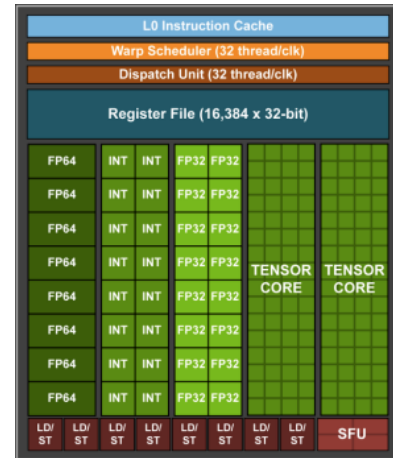 L0 Instruction Cache
Warp Scheduler (32 thread/clk)
Dispatch Unit (32 thread/clk)
Register File (16,384 x 32-bit)
FP64 INT INT FP32 FP32
FP64 INT INT FP32 FP32
FP64 INT INT FP32 FP32
FP64 INT INT FP32 FP32
TENSOR CORE TENSOR CORE
FP64 INT INT FP32 FP32
FP64 INT INT FP32 FP32
FP64 INT INT FP32 FP32
FP64 INT INT FP32 FP32
LD/ST LD/ST LD/ST LD/ST LD/ST LD/ST LD/ST LD/ST SFU